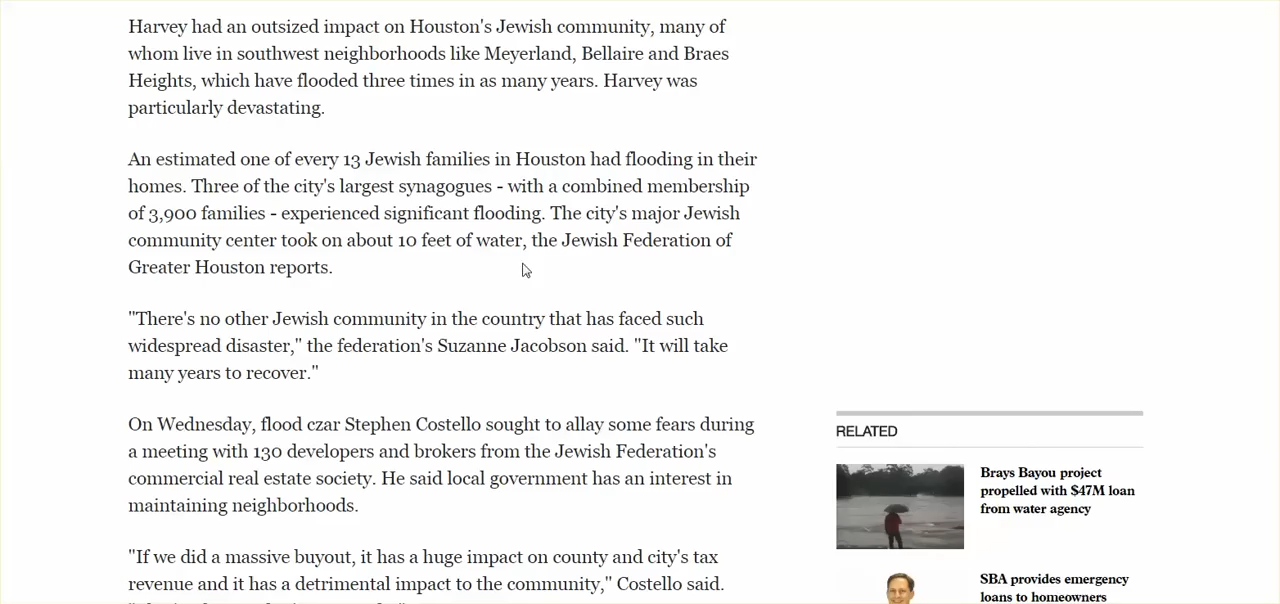 Harvey had an outsized impact on Houston's Jewish community, many of
whom live in southwest neighborhoods like Meyerland, Bellaire and Braes
Heights, which have flooded three times in as many years. Harvey was
particularly devastating.
An estimated one of every 13 Jewish families in Houston had flooding in their
homes. Three of the city's largest synagogues - with a combined membership
of 3,900 families - experienced significant flooding. The city's major Jewish
community center took on about 10 feet of water, the Jewish Federation of
Greater Houston reports.
"There's no other Jewish community in the country that has faced such
widespread disaster," the federation's Suzanne Jacobson said. "It will take
many years to recover."
On Wednesday, flood czar Stephen Costello sought to allay some fears during
a meeting with 130 developers and brokers from the Jewish Federation's
commercial real estate society. He said local government has an interest in
maintaining neighborhoods.
"If we did a massive buyout, it has a huge impact on county and city's tax
revenue and it has a detrimental impact to the community," Costello said.
RELATED
Brays Bayou project
propelled with $47M loan
from water agency
SBA provides emergency
loans to homeowners